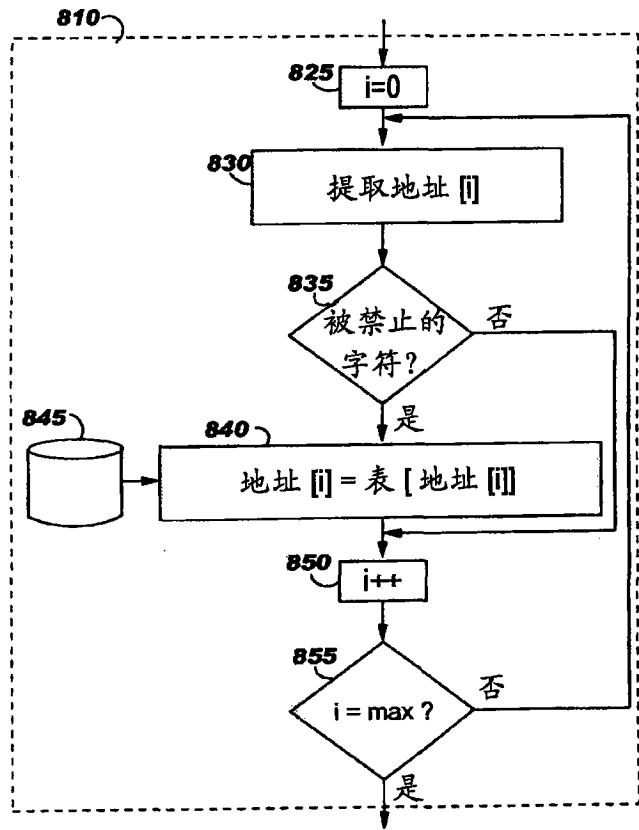 810
825
i=0
830
提取地址 [i]
835
被禁止的
字符?
否
是
845
840
地址 [i] = 表 [ 地址 [i]]
850
i++
855
i = max ?
否
是